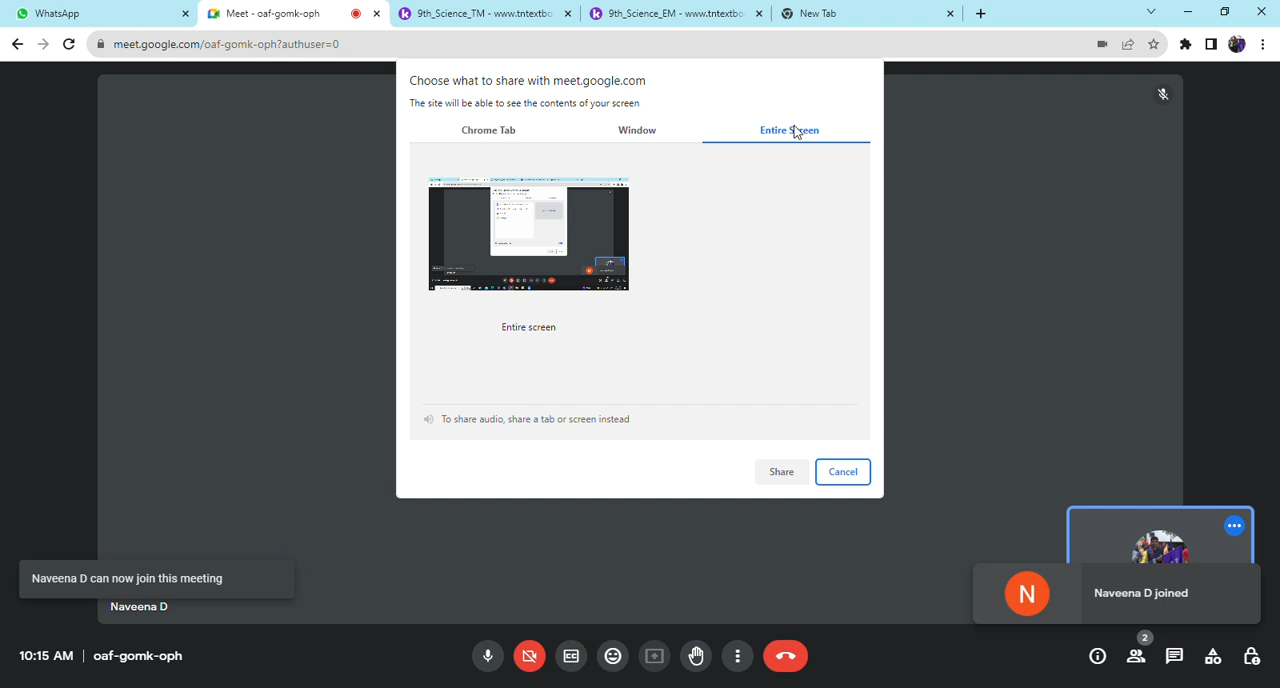 WhatsApp
Meet - oaf-gomk-oph
9th_Science_TM - www.tntextbo
9th_Science_EM - www.tntextbo
New Tab
meet.google.com/oaf-gomk-oph?authuser=0
Choose what to share with meet.google.com
The site will be able to see the contents of your screen
Chrome Tab
Window
Entire Screen
Entire screen
To share audio, share a tab or screen instead
Share
Cancel
Naveena D can now join this meeting
Naveena D
N
Naveena D joined
10:15 AM | oaf-gomk-oph
2